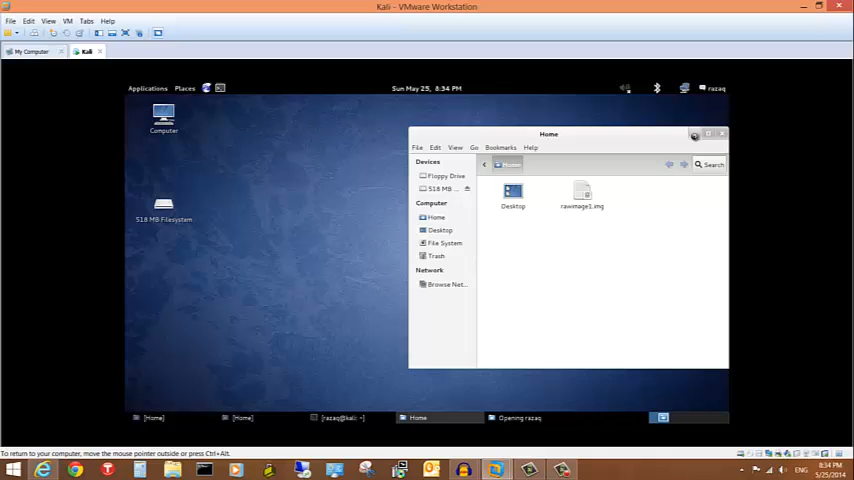 Kali - VMware Workstation
File Edit View VM Tabs Help
My Computer Kali
Applications Places Sun May 25, 8:34 PM razaq
Computer
518 MB Filesystem
Home
File Edit View Go Bookmarks Help
Devices Home Search
Floppy Drive
518 MB ...
Computer
Home
Desktop
File System
Trash
Network
Browse Net...
Desktop rawimage1.img
[Home] [Home] [razaq@kali: ~] Home Opening razaq
To return to your computer, move the mouse pointer outside or press Ctrl+Alt.
ENG 8:34 PM
5/25/2014